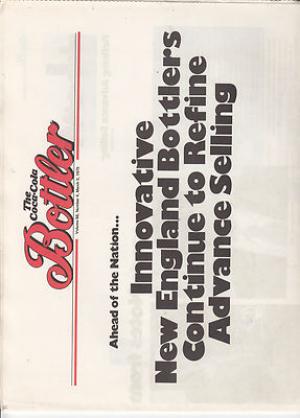 The
Coca-Cola
Bottler
Ahead of the Nation...
Innovative
New England Bottlers
Continue to Refine
Advance Selling